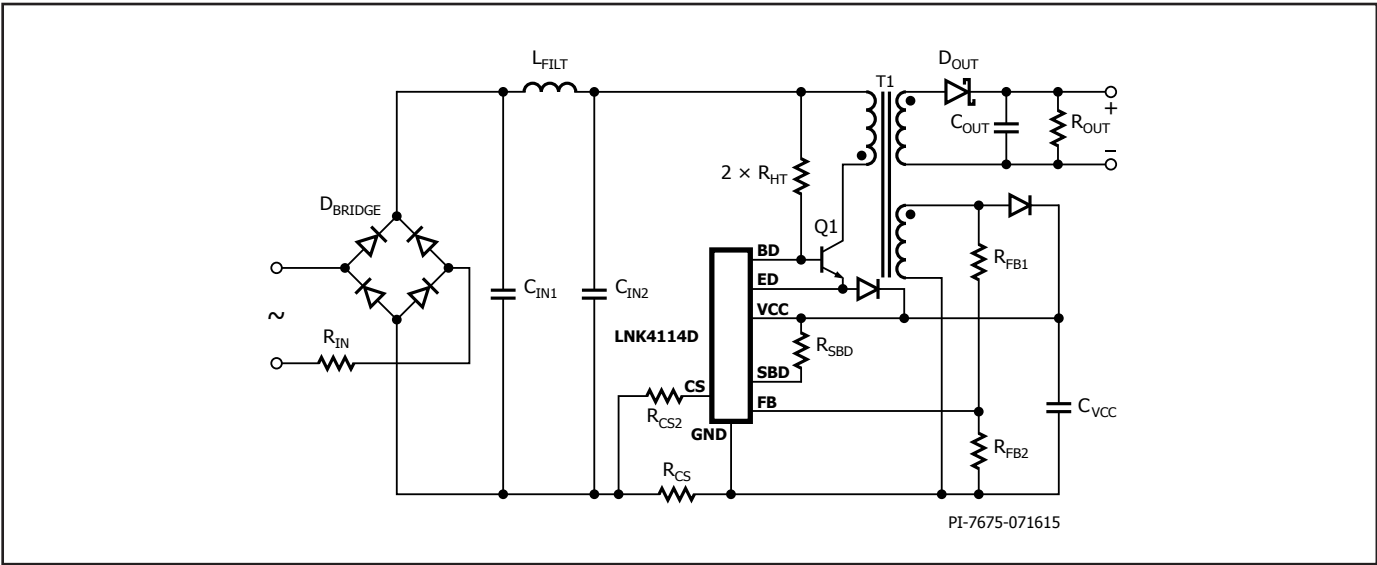 L_FILT
D_OUT
T1
C_OUT
R_OUT
+
−
2 × R_HT
D_BRIDGE
Q1
BD
R_FB1
ED
C_IN1
C_IN2
~
VCC
LNK4114D
R_IN
R_SBD
SBD
CS
FB
R_CS2
C_VCC
GND
R_FB2
R_CS
PI-7675-071615